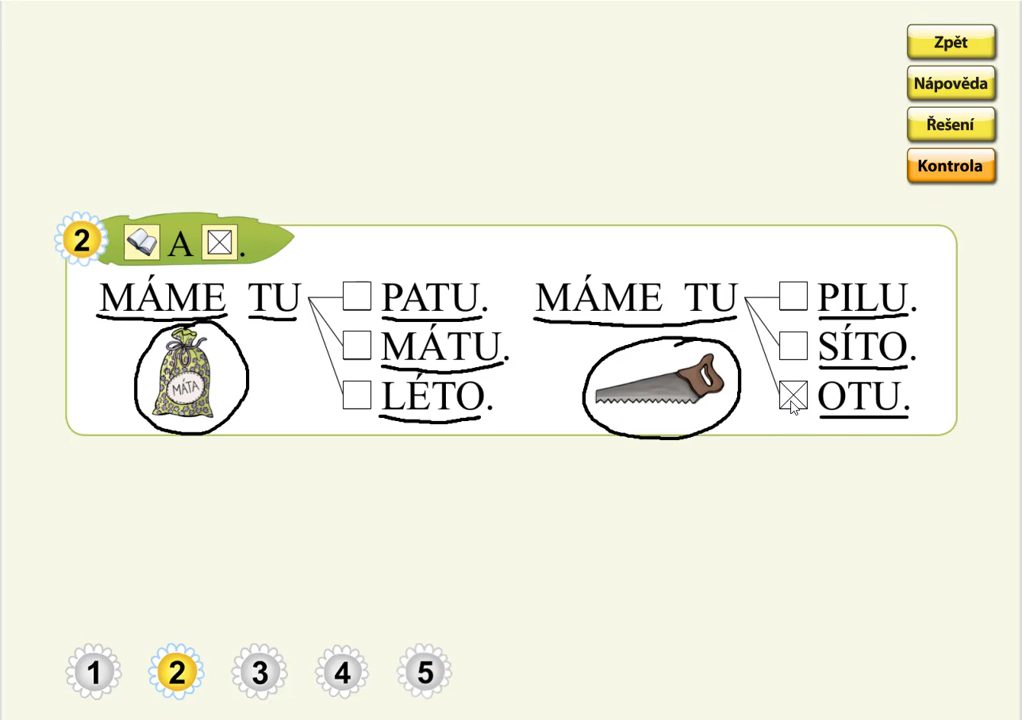 Zpět
Nápověda
Řešení
Kontrola
2 A .
MÁME TU PATU. MÁME TU PILU.
MÁTU. SÍTO.
LÉTO. OTU.
MÁTA
1 2 3 4 5